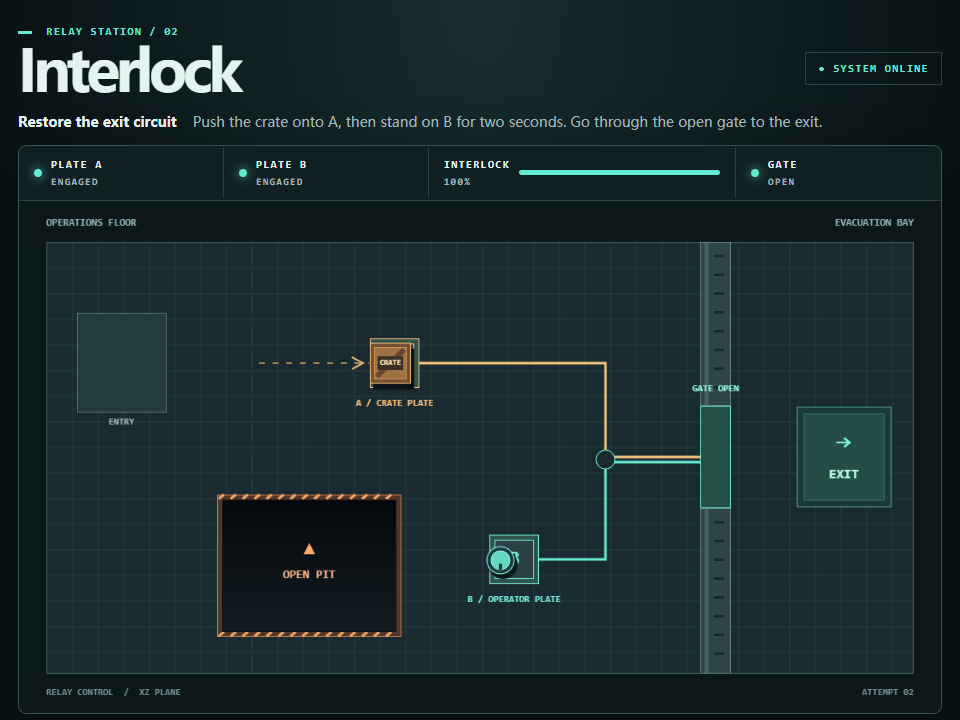 RELAY STATION / 02
Interlock
SYSTEM ONLINE
Restore the exit circuit Push the crate onto A, then stand on B for two seconds. Go through the open gate to the exit.
PLATE A
ENGAGED
PLATE B
ENGAGED
INTERLOCK
100%
GATE
OPEN
OPERATIONS FLOOR
EVACUATION BAY
CRATE
A / CRATE PLATE
GATE OPEN
ENTRY
EXIT
OPEN PIT
B / OPERATOR PLATE
RELAY CONTROL / XZ PLANE
ATTEMPT 02